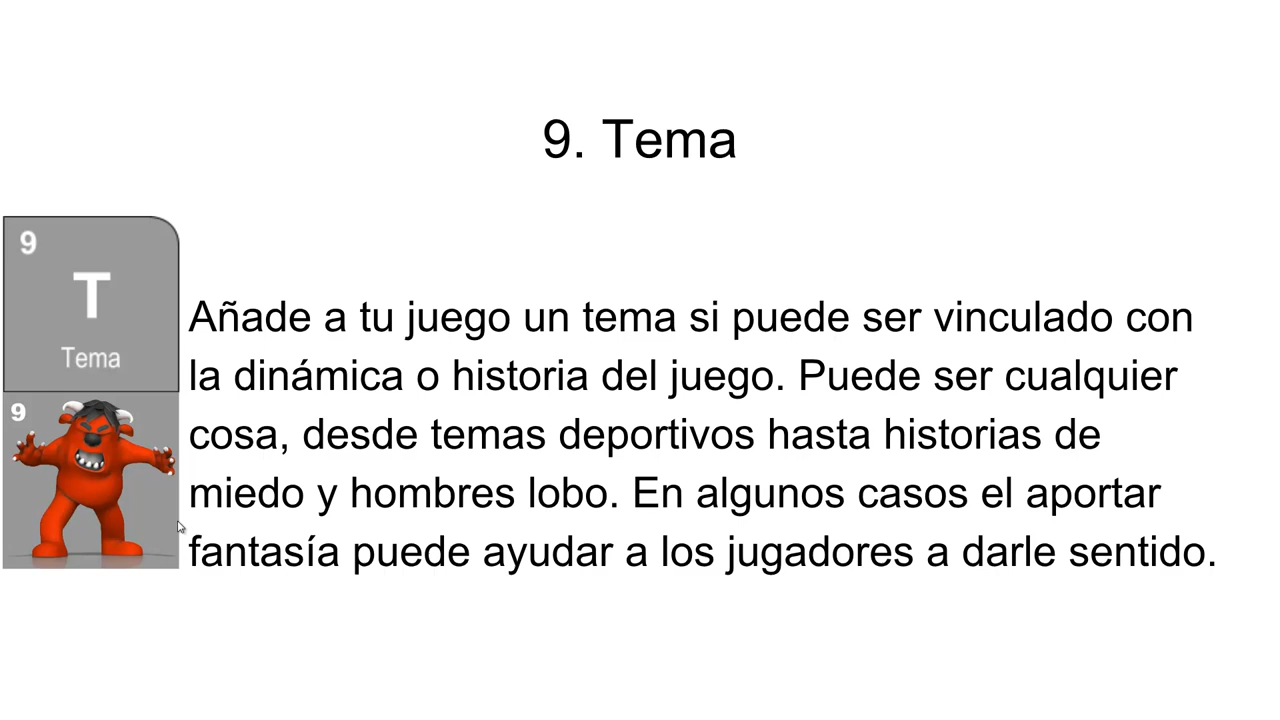 9. Tema
9
T
Tema
9
Añade a tu juego un tema si puede ser vinculado con
la dinámica o historia del juego. Puede ser cualquier
cosa, desde temas deportivos hasta historias de
miedo y hombres lobo. En algunos casos el aportar
fantasía puede ayudar a los jugadores a darle sentido.